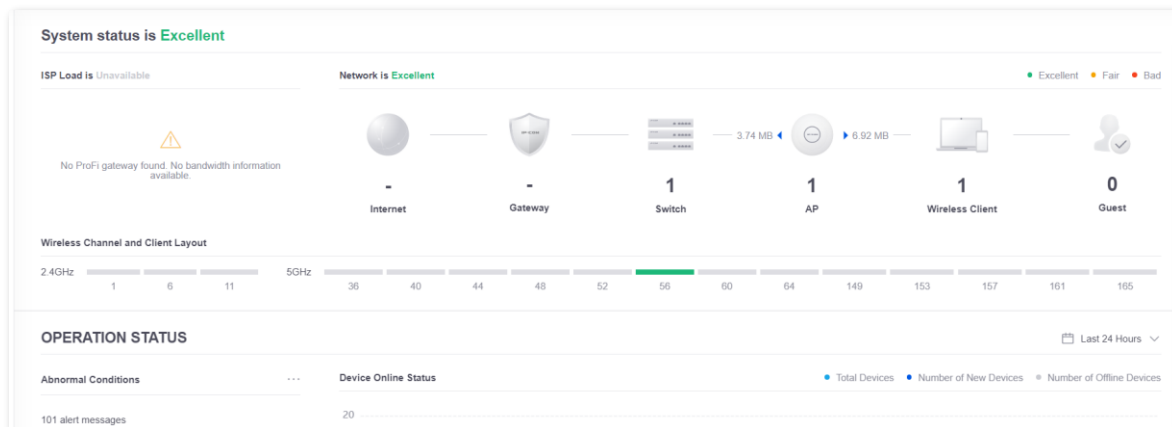 System status is Excellent
ISP Load is Unavailable
Network is Excellent
Excellent
Fair
Bad
No ProFi gateway found. No bandwidth information
available.
3.74 MB
6.92 MB
-
Internet
-
Gateway
1
Switch
1
AP
1
Wireless Client
0
Guest
Wireless Channel and Client Layout
2.4GHz
1
6
11
5GHz
36
40
44
48
52
56
60
64
149
153
157
161
165
OPERATION STATUS
Last 24 Hours
Abnormal Conditions
...
Device Online Status
Total Devices
Number of New Devices
Number of Offline Devices
101 alert messages
20